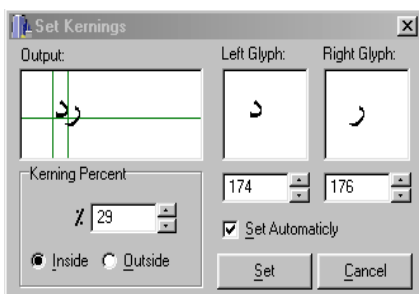 Set Kernings
Output: Left Glyph: Right Glyph:
رد د ر
Kerning Percent
174 176
% 29
Set Automaticly
Inside Outside
Set Cancel